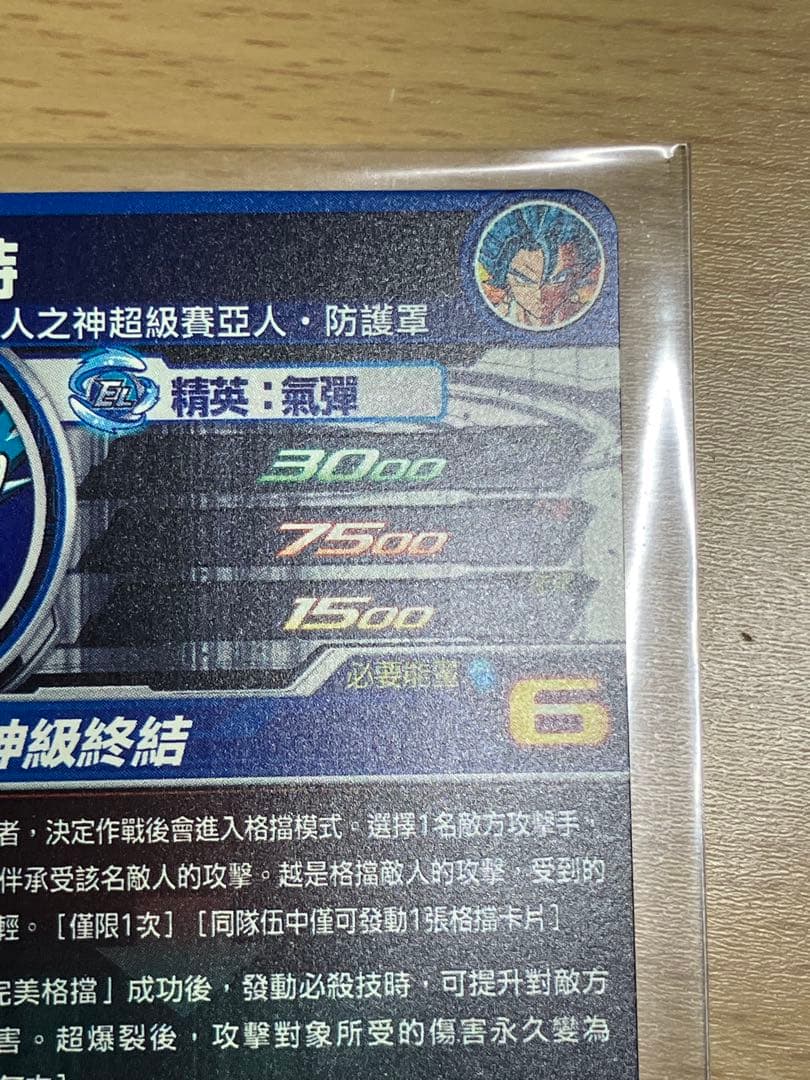 特
人之神超級賽亞人・防護罩
EL 精英：氣彈
3000
7500
1500
必要能量 6
神級終結
者，決定作戰後會進入格擋模式。選擇1名敵方攻擊手，
伴承受該名敵人的攻擊。越是格擋敵人的攻擊，受到的
輕。［僅限1次］［同隊伍中僅可發動1張格擋卡片］
完美格擋」成功後，發動必殺技時，可提升對敵方
害。超爆裂後，攻擊對象所受的傷害永久變為